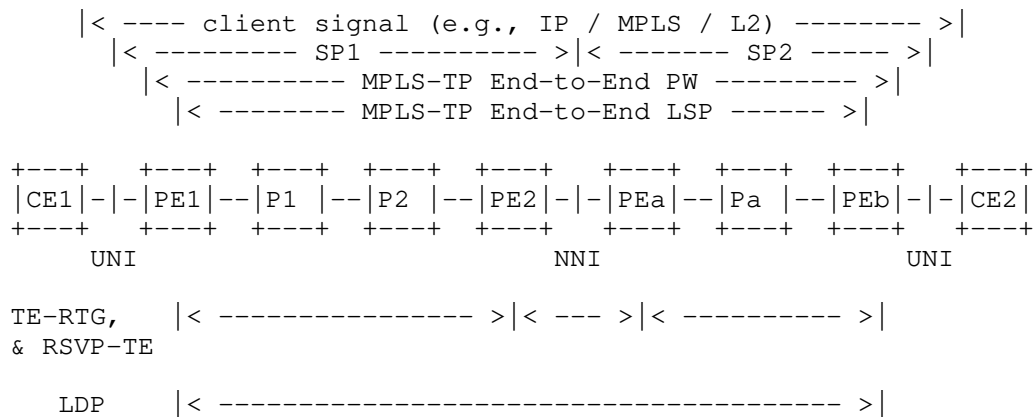 |< ---- client signal (e.g., IP / MPLS / L2) -------- >|
|< --------- SP1 ---------- >|< ------- SP2 ----- >|
|< ---------- MPLS-TP End-to-End PW --------- >|
|< -------- MPLS-TP End-to-End LSP ------ >|
+---+ +---+ +---+ +---+ +---+ +---+ +---+ +---+ +---+
|CE1|-|-|PE1|--|P1 |--|P2 |--|PE2|-|-|PEa|--|Pa |--|PEb|-|-|CE2|
+---+ +---+ +---+ +---+ +---+ +---+ +---+ +---+ +---+
UNI NNI UNI
TE-RTG, |< ---------------- >|< --- >|< ---------- >|
& RSVP-TE
LDP |< --------------------------------------- >|